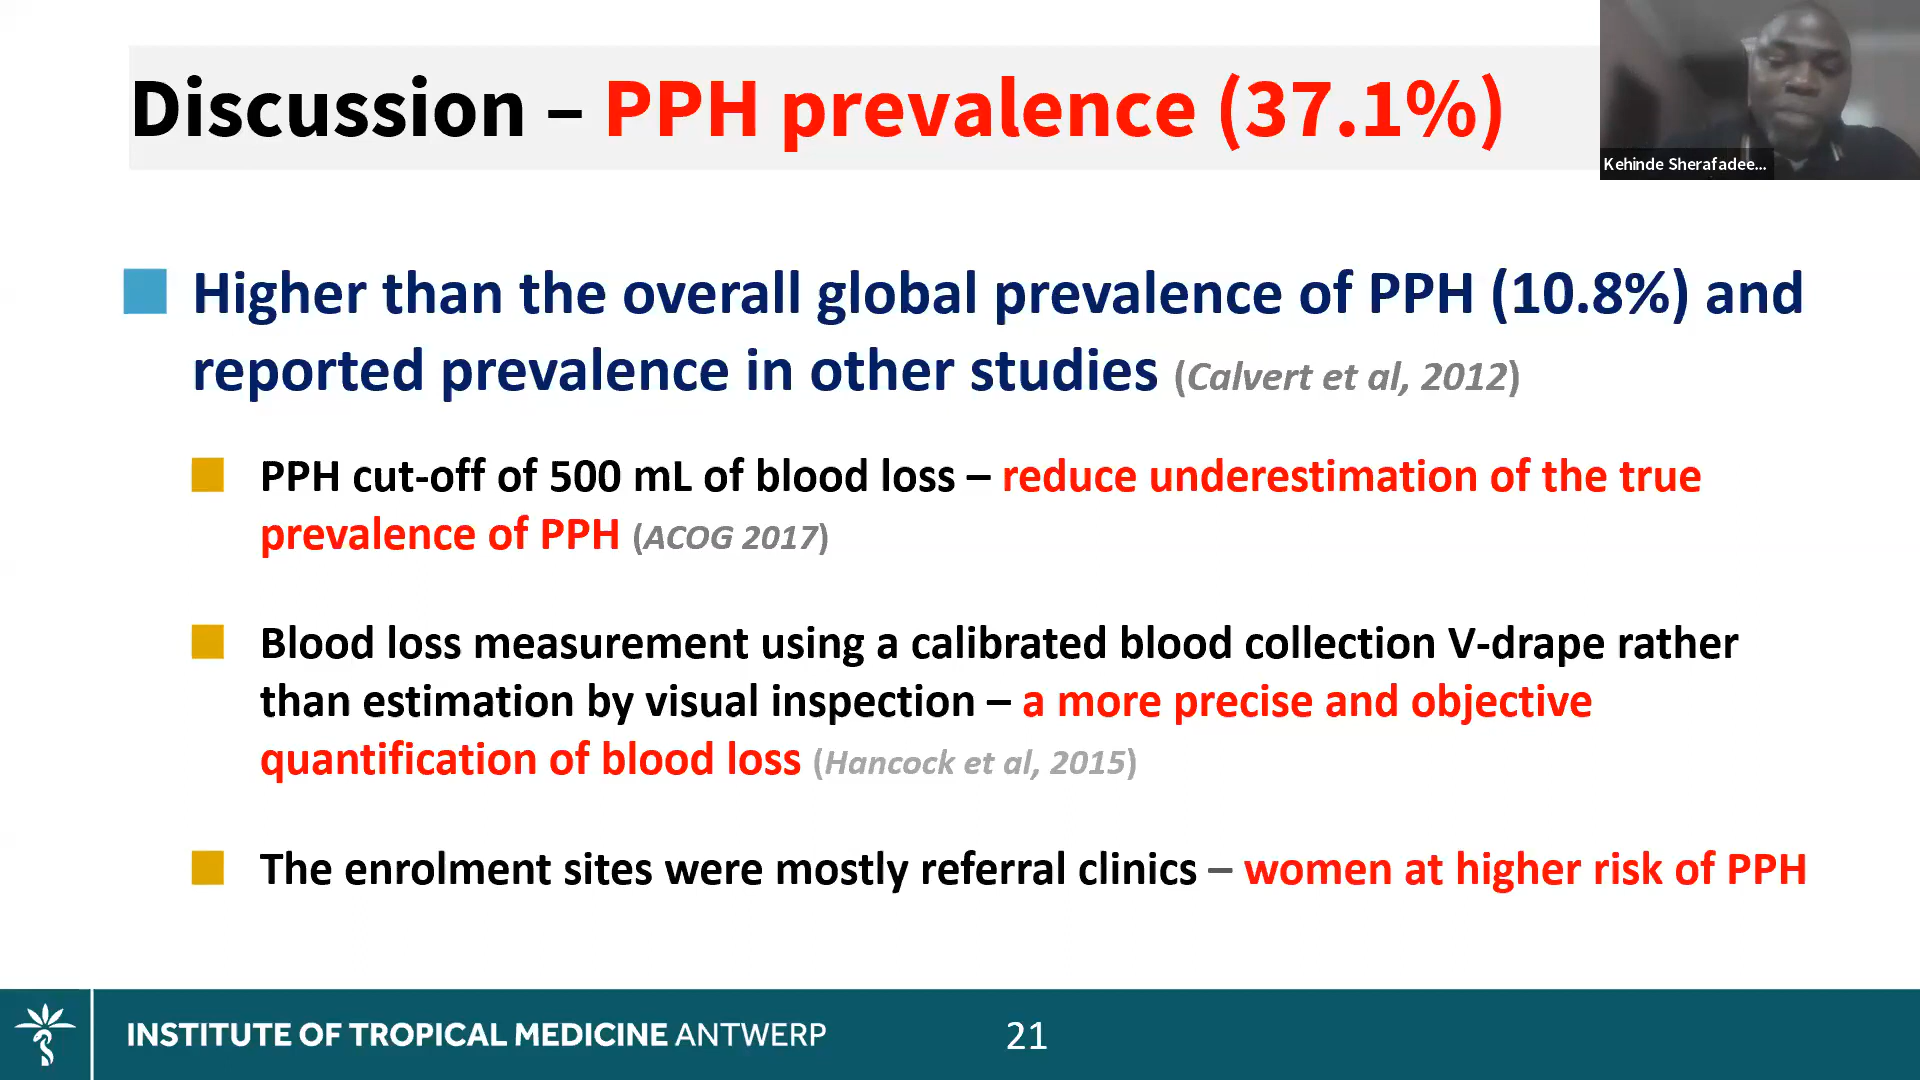 Discussion – PPH prevalence (37.1%)
Kehinde Sherafadee...
Higher than the overall global prevalence of PPH (10.8%) and
reported prevalence in other studies (Calvert et al, 2012)
PPH cut-off of 500 mL of blood loss – reduce underestimation of the true
prevalence of PPH (ACOG 2017)
Blood loss measurement using a calibrated blood collection V-drape rather
than estimation by visual inspection – a more precise and objective
quantification of blood loss (Hancock et al, 2015)
The enrolment sites were mostly referral clinics – women at higher risk of PPH
INSTITUTE OF TROPICAL MEDICINE ANTWERP
21